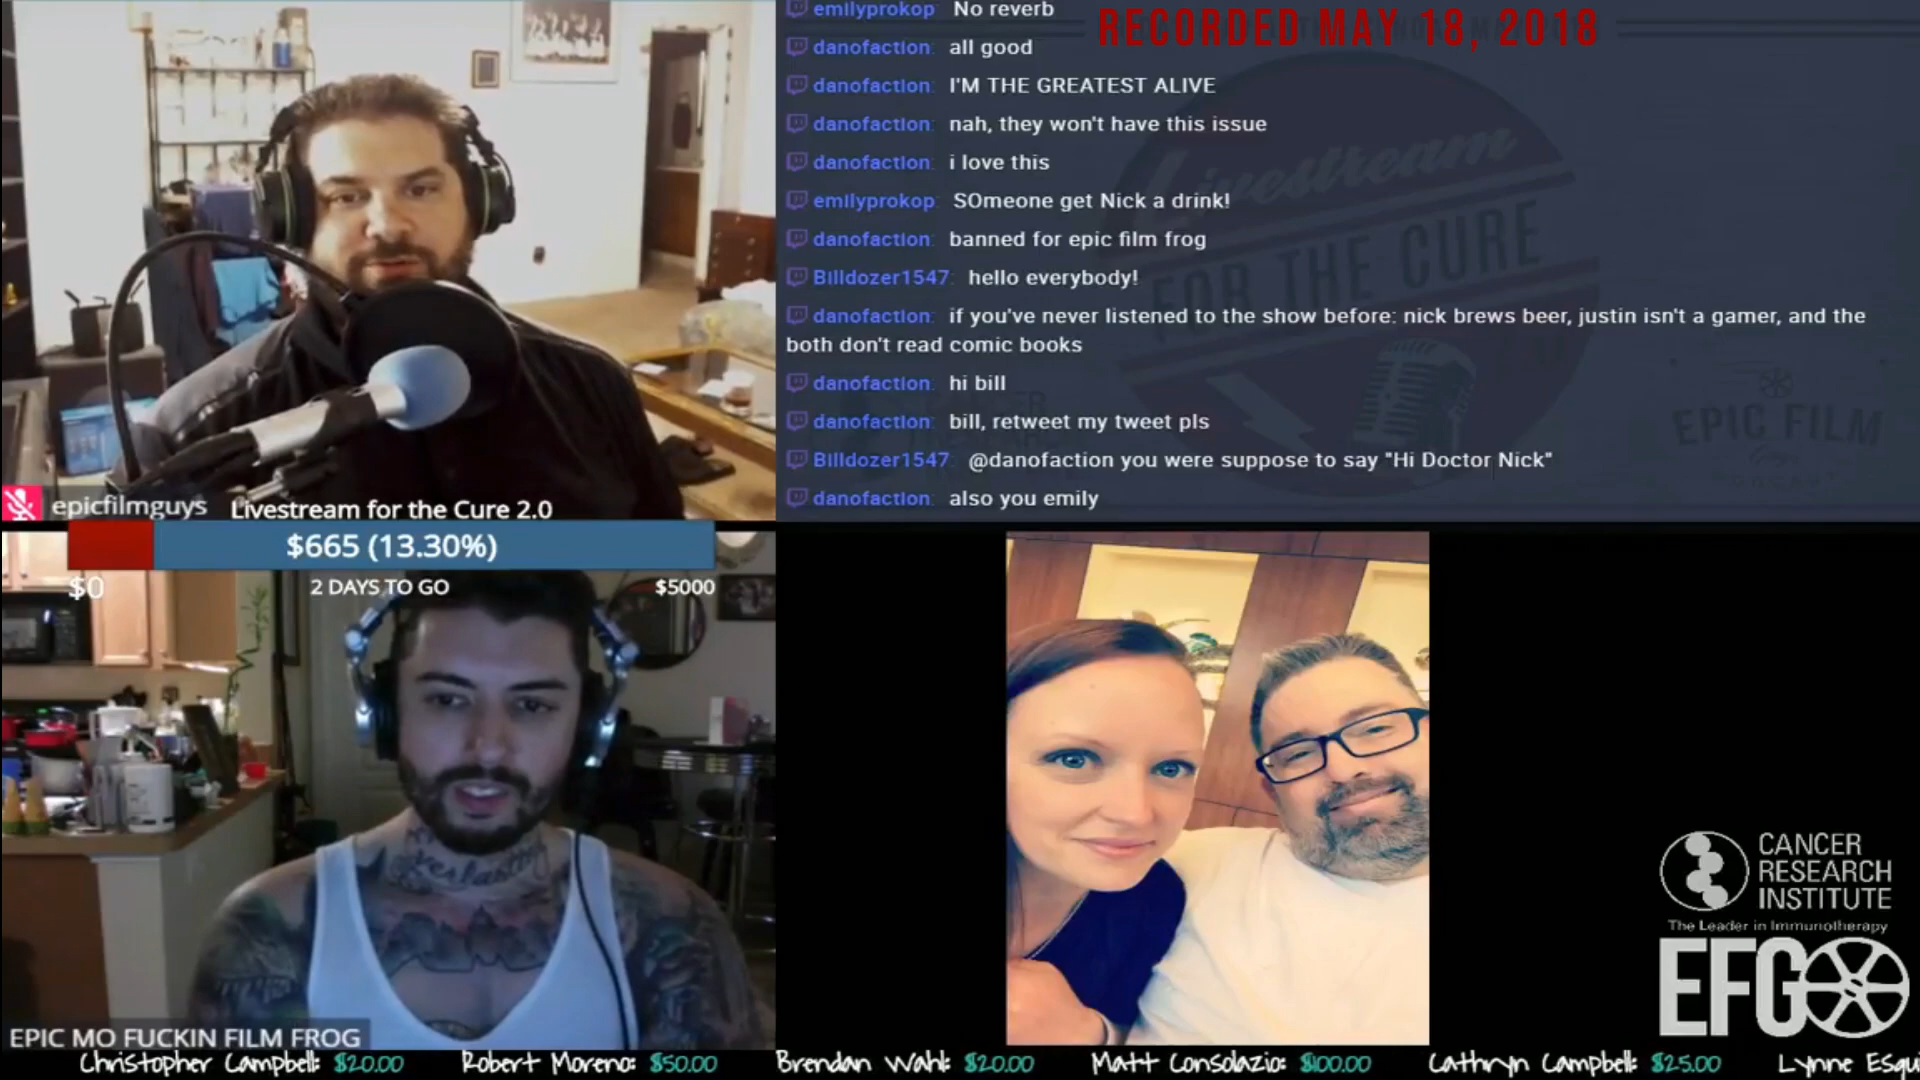 emilyprokop: No reverb
RECORDED MAY 18, 2018
danofaction: all good
danofaction: I'M THE GREATEST ALIVE
danofaction: nah, they won't have this issue
danofaction: i love this
emilyprokop: SOmeone get Nick a drink!
danofaction: banned for epic film frog
Billdozer1547: hello everybody!
danofaction: if you've never listened to the show before: nick brews beer, justin isn't a gamer, and the
both don't read comic books
danofaction: hi bill
danofaction: bill, retweet my tweet pls
Billdozer1547: @danofaction you were suppose to say "Hi Doctor Nick"
danofaction: also you emily
Livestream
FOR THE CURE
EPIC FILM
epicfilmguys
Livestream for the Cure 2.0
$665 (13.30%)
$0
2 DAYS TO GO
$5000
EPIC MO FUCKIN FILM FROG
CANCER
RESEARCH
INSTITUTE
The Leader in Immunotherapy
EFG
Christopher Campbell: $20.00 Robert Moreno: $50.00 Brendan Wahl: $20.00 Matt Consolazio: $100.00 Cathryn Campbell: $25.00 Lynne